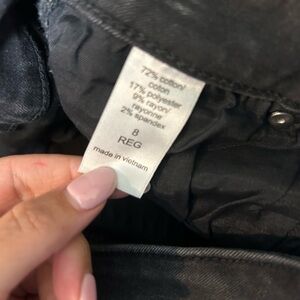 72% cotton/
coton
17% polyester
9% rayon/
rayonne
2% spandex
8
REG
made in vietnam